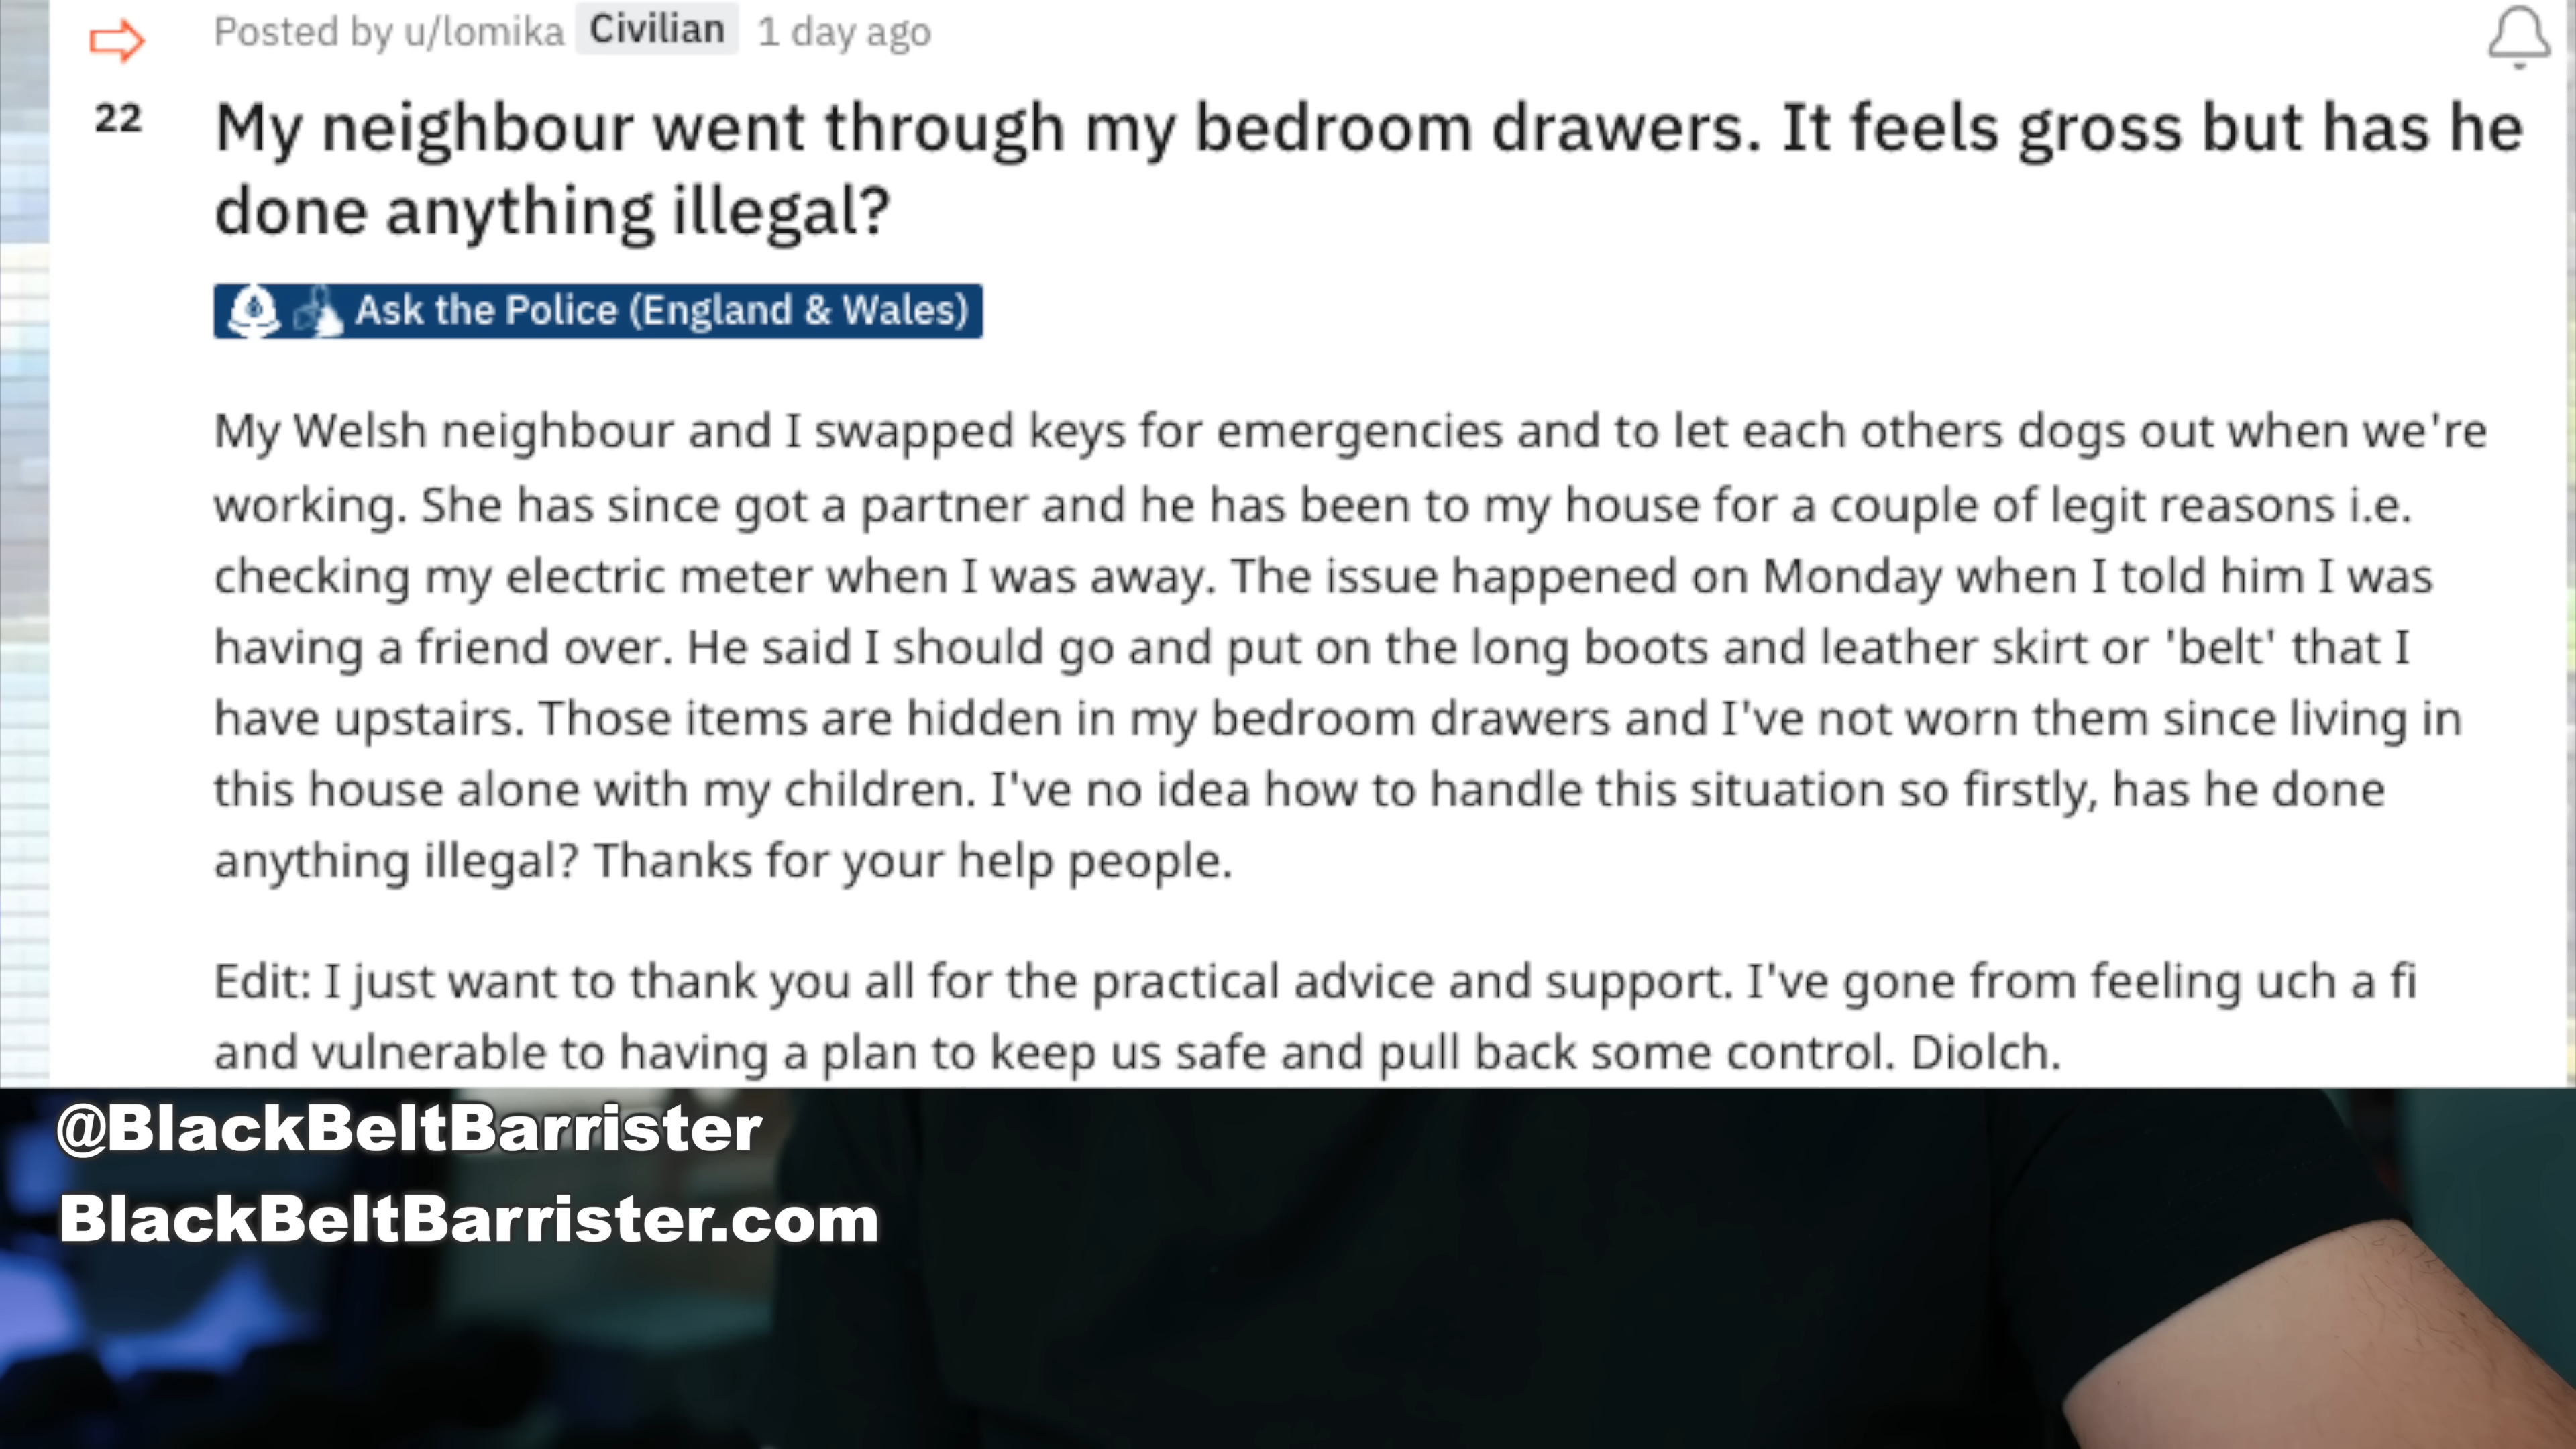 Posted by u/lomika Civilian 1 day ago
22
My neighbour went through my bedroom drawers. It feels gross but has he
done anything illegal?
Ask the Police (England & Wales)
My Welsh neighbour and I swapped keys for emergencies and to let each others dogs out when we're
working. She has since got a partner and he has been to my house for a couple of legit reasons i.e.
checking my electric meter when I was away. The issue happened on Monday when I told him I was
having a friend over. He said I should go and put on the long boots and leather skirt or 'belt' that I
have upstairs. Those items are hidden in my bedroom drawers and I've not worn them since living in
this house alone with my children. I've no idea how to handle this situation so firstly, has he done
anything illegal? Thanks for your help people.
Edit: I just want to thank you all for the practical advice and support. I've gone from feeling uch a fi
and vulnerable to having a plan to keep us safe and pull back some control. Diolch.
@BlackBeltBarrister
BlackBeltBarrister.com